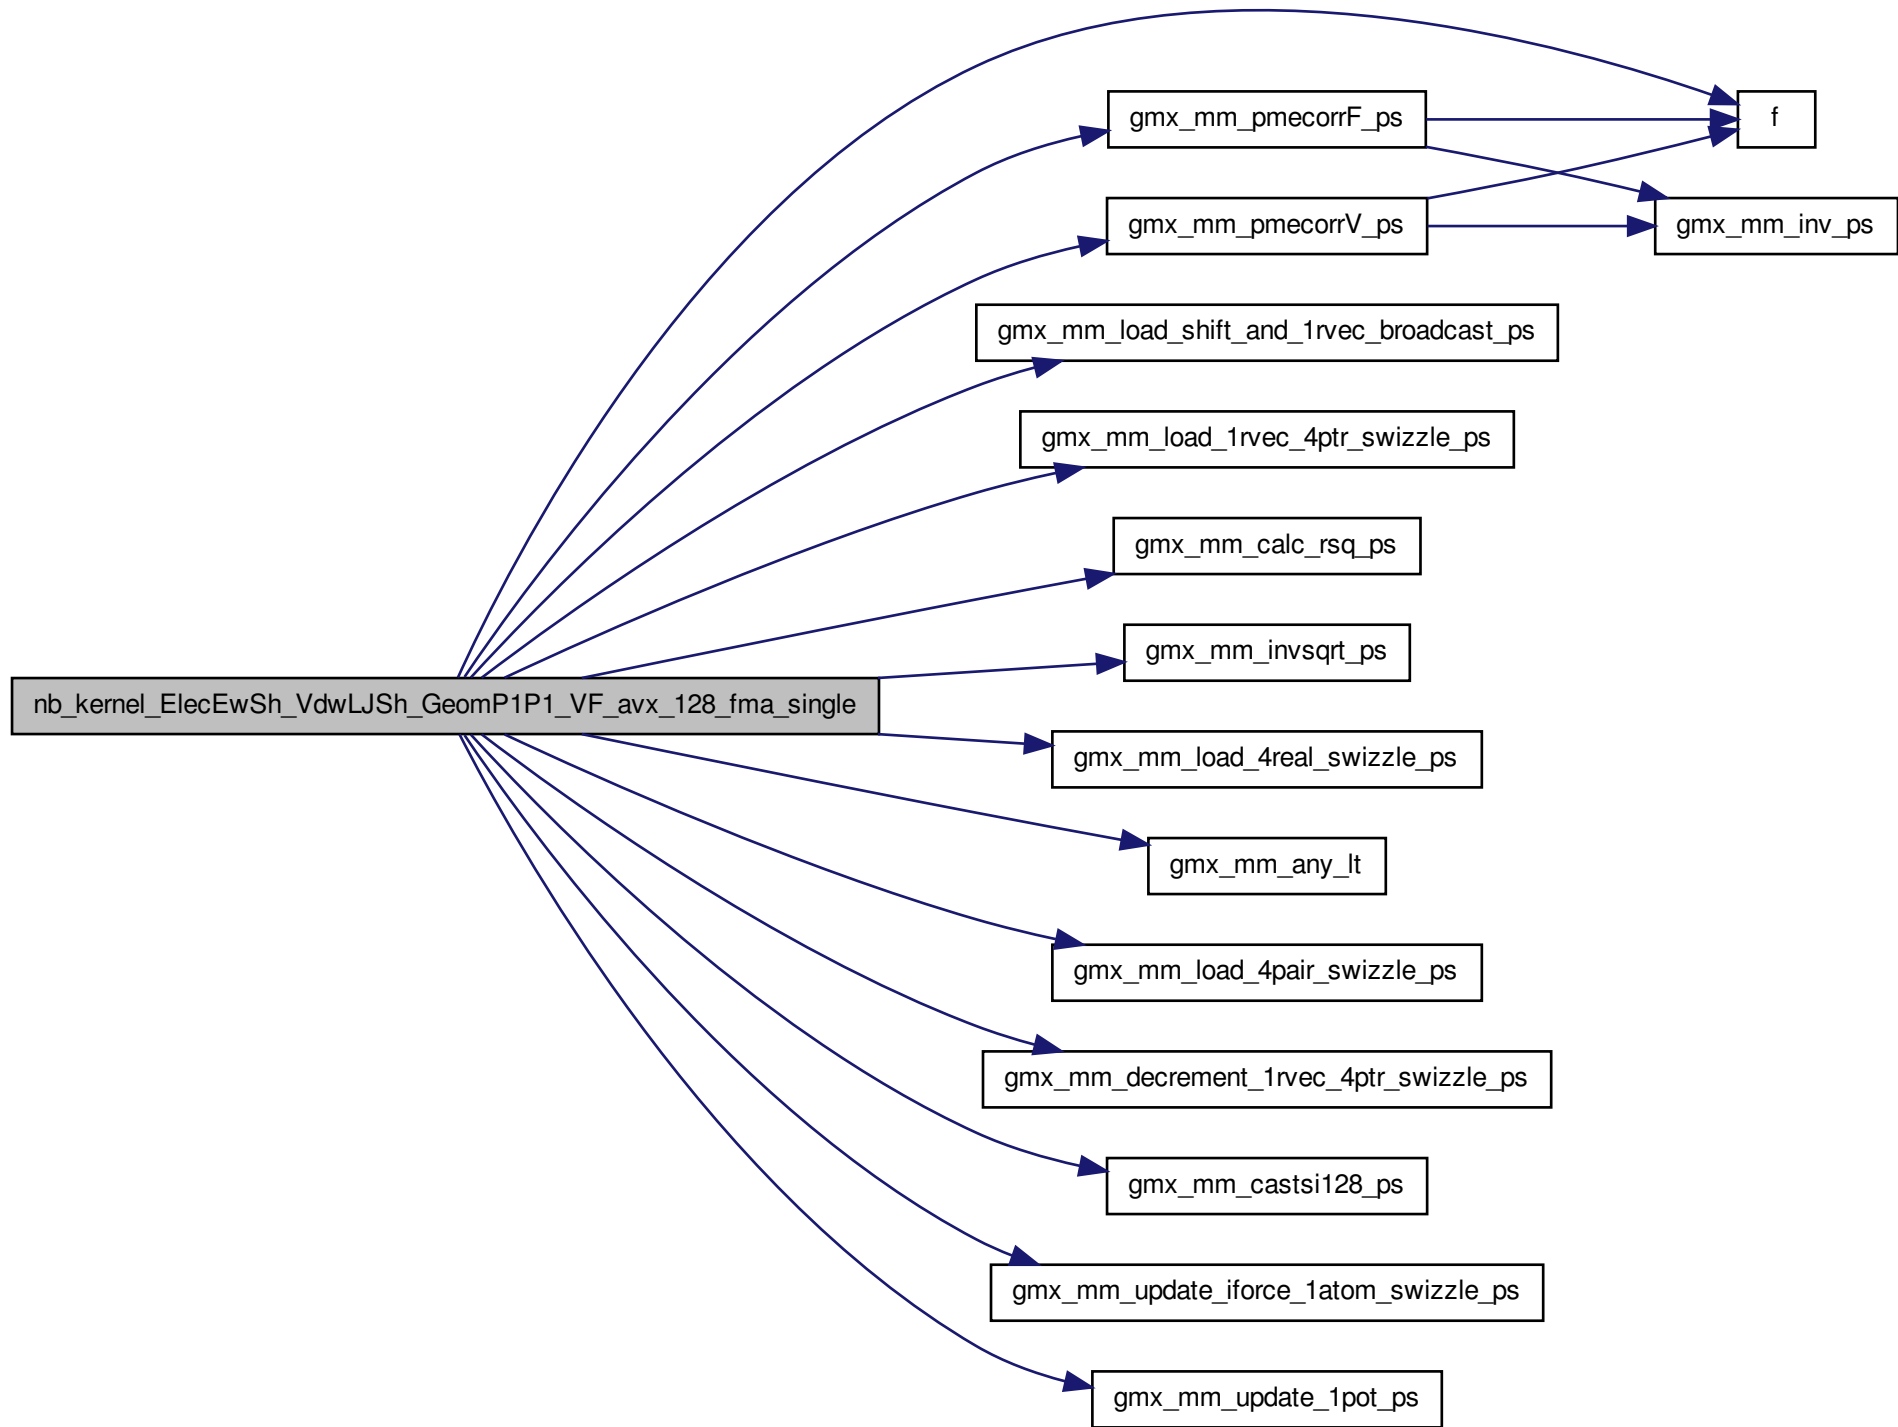 gmx_mm_pmecorrF_ps
f
gmx_mm_pmecorrV_ps
gmx_mm_inv_ps
gmx_mm_load_shift_and_1rvec_broadcast_ps
gmx_mm_load_1rvec_4ptr_swizzle_ps
gmx_mm_calc_rsq_ps
gmx_mm_invsqrt_ps
nb_kernel_ElecEwSh_VdwLJSh_GeomP1P1_VF_avx_128_fma_single
gmx_mm_load_4real_swizzle_ps
gmx_mm_any_lt
gmx_mm_load_4pair_swizzle_ps
gmx_mm_decrement_1rvec_4ptr_swizzle_ps
gmx_mm_castsi128_ps
gmx_mm_update_iforce_1atom_swizzle_ps
gmx_mm_update_1pot_ps